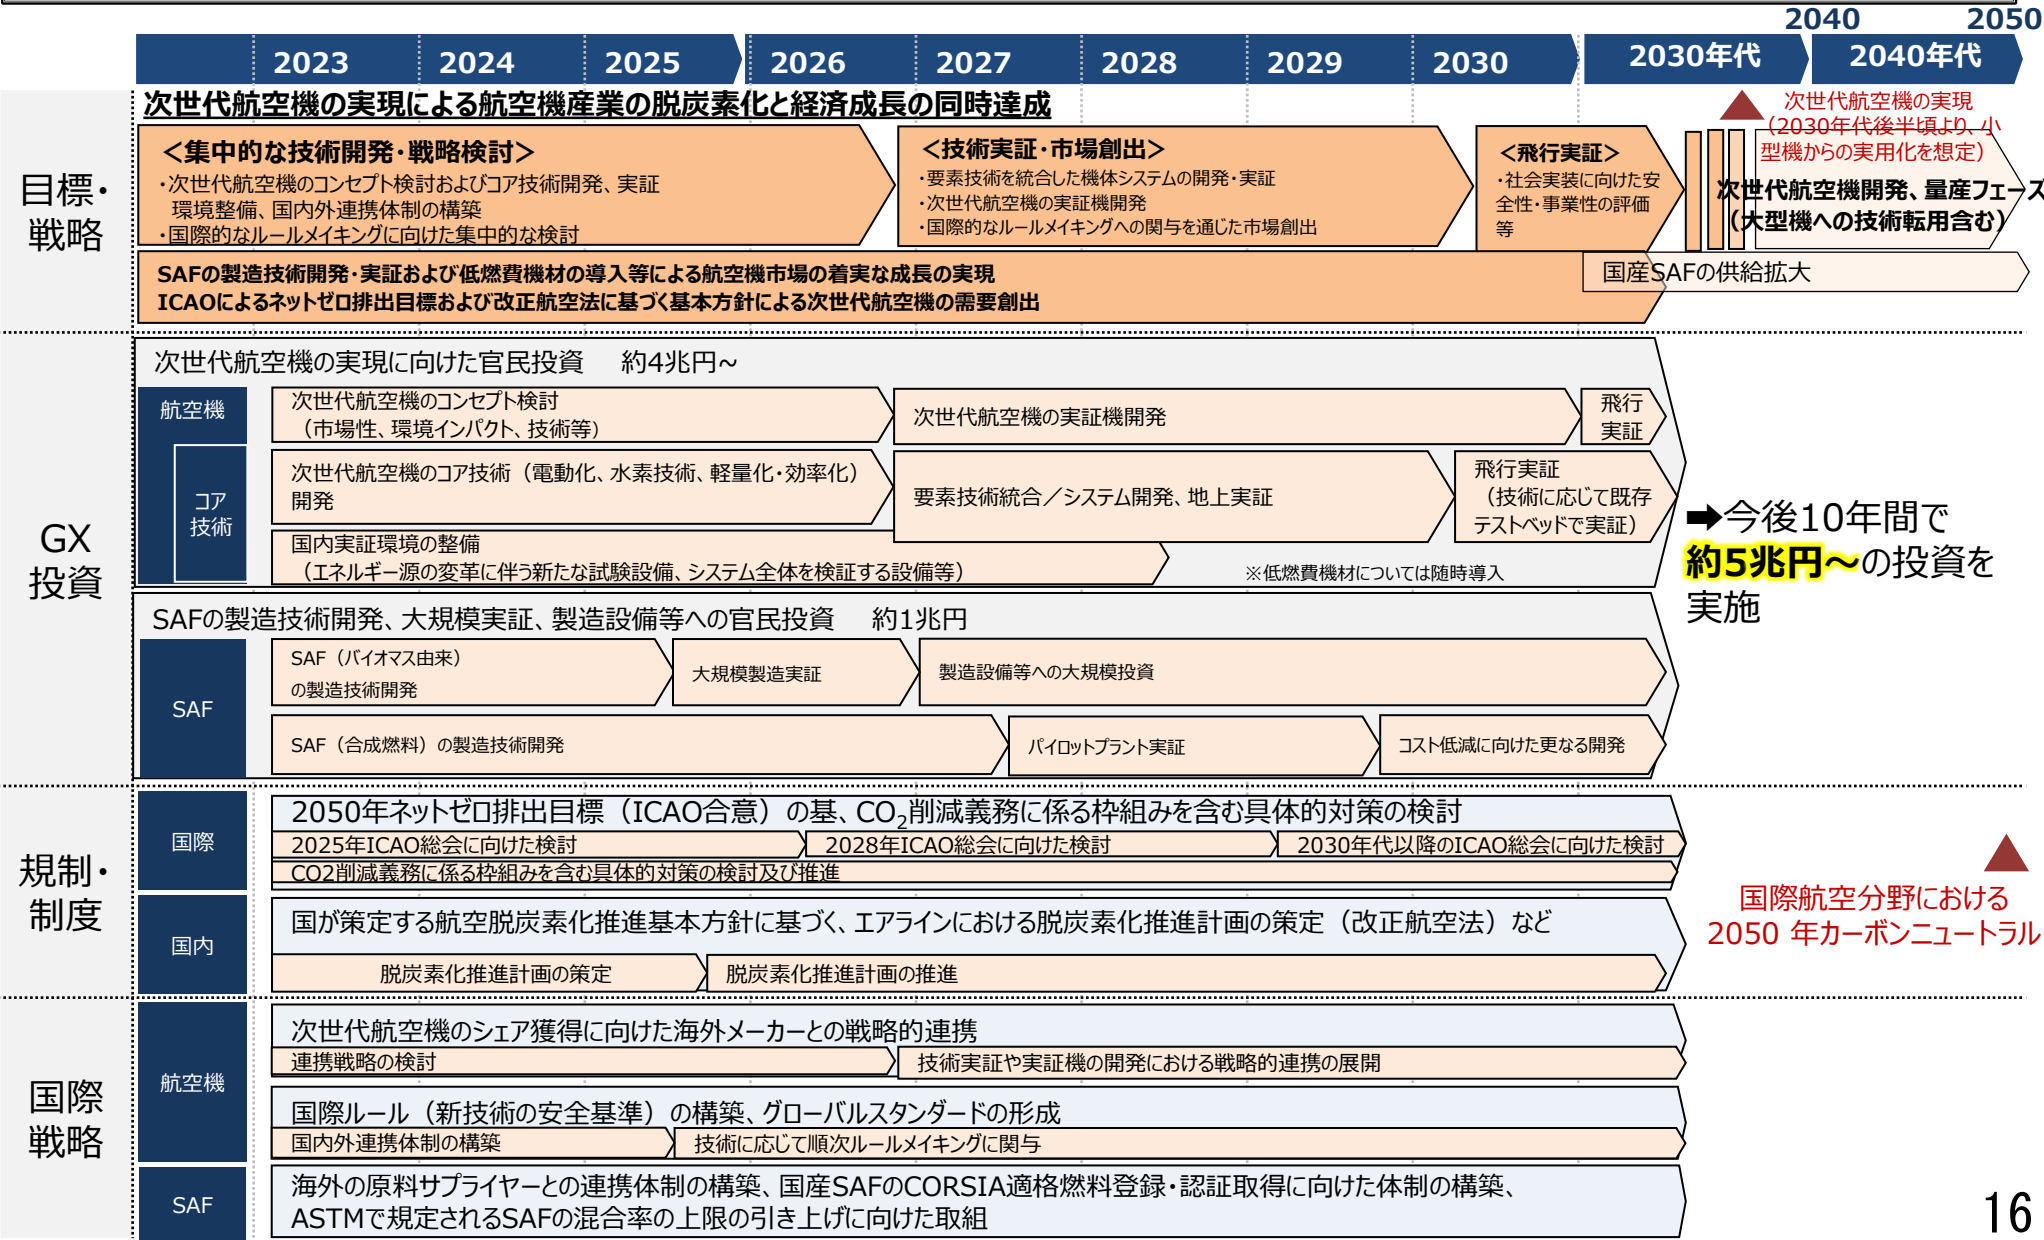 2040
2050
2023
2024
2025
2026
2027
2028
2029
2030
2030年代
2040年代
目標・
戦略
次世代航空機の実現による航空機産業の脱炭素化と経済成長の同時達成
＜集中的な技術開発・戦略検討＞
・次世代航空機のコンセプト検討およびコア技術開発、実証
環境整備、国内外連携体制の構築
・国際的なルールメイキングに向けた集中的な検討
＜技術実証・市場創出＞
・要素技術を統合した機体システムの開発・実証
・次世代航空機の実証機開発
・国際的なルールメイキングへの関与を通じた市場創出
＜飛行実証＞
・社会実装に向けた安
全性・事業性の評価
等
次世代航空機の実現
（2030年代後半頃より、小
型機からの実用化を想定）
次世代航空機開発、量産フェーズ
（大型機への技術転用含む）
SAFの製造技術開発・実証および低燃費機材の導入等による航空機市場の着実な成長の実現
ICAOによるネットゼロ排出目標および改正航空法に基づく基本方針による次世代航空機の需要創出
国産SAFの供給拡大
GX
投資
次世代航空機の実現に向けた官民投資　約4兆円~
航空機
次世代航空機のコンセプト検討
（市場性、環境インパクト、技術等）
次世代航空機の実証機開発
飛行
実証
コア
技術
次世代航空機のコア技術（電動化、水素技術、軽量化・効率化）
開発
要素技術統合／システム開発、地上実証
飛行実証
（技術に応じて既存
テストベッドで実証）
国内実証環境の整備
（エネルギー源の変革に伴う新たな試験設備、システム全体を検証する設備等）
※低燃費機材については随時導入
➡今後10年間で
約5兆円～の投資を
実施
SAFの製造技術開発、大規模実証、製造設備等への官民投資　約1兆円
SAF
SAF（バイオマス由来）
の製造技術開発
大規模製造実証
製造設備等への大規模投資
SAF（合成燃料）の製造技術開発
パイロットプラント実証
コスト低減に向けた更なる開発
規制・
制度
国際
2050年ネットゼロ排出目標（ICAO合意）の基、CO₂削減義務に係る枠組みを含む具体的対策の検討
2025年ICAO総会に向けた検討
2028年ICAO総会に向けた検討
2030年代以降のICAO総会に向けた検討
CO2削減義務に係る枠組みを含む具体的対策の検討及び推進
国内
国が策定する航空脱炭素化推進基本方針に基づく、エアラインにおける脱炭素化推進計画の策定（改正航空法）など
脱炭素化推進計画の策定
脱炭素化推進計画の推進
国際航空分野における
2050 年カーボンニュートラル
国際
戦略
航空機
次世代航空機のシェア獲得に向けた海外メーカーとの戦略的連携
連携戦略の検討
技術実証や実証機の開発における戦略的連携の展開
国際ルール（新技術の安全基準）の構築、グローバルスタンダードの形成
国内外連携体制の構築
技術に応じて順次ルールメイキングに関与
SAF
海外の原料サプライヤーとの連携体制の構築、国産SAFのCORSIA適格燃料登録・認証取得に向けた体制の構築、
ASTMで規定されるSAFの混合率の上限の引き上げに向けた取組
16